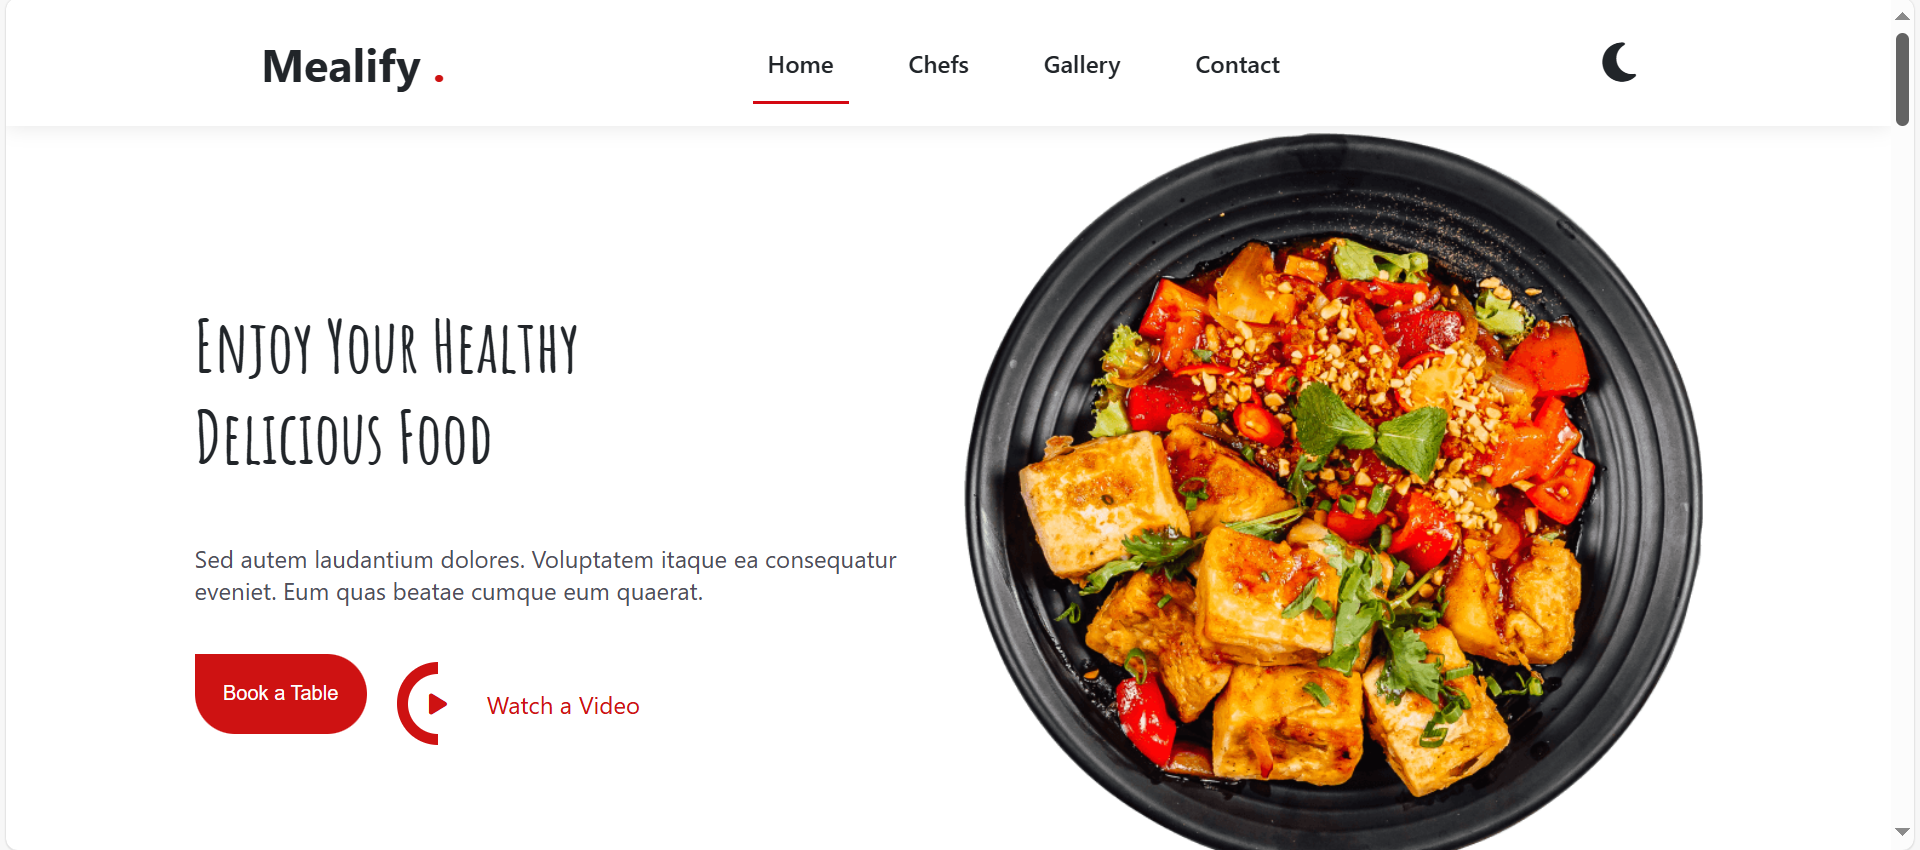 Mealify .
Home Chefs Gallery Contact
Enjoy Your Healthy
Delicious Food
Sed autem laudantium dolores. Voluptatem itaque ea consequatur
eveniet. Eum quas beatae cumque eum quaerat.
Book a Table
Watch a Video